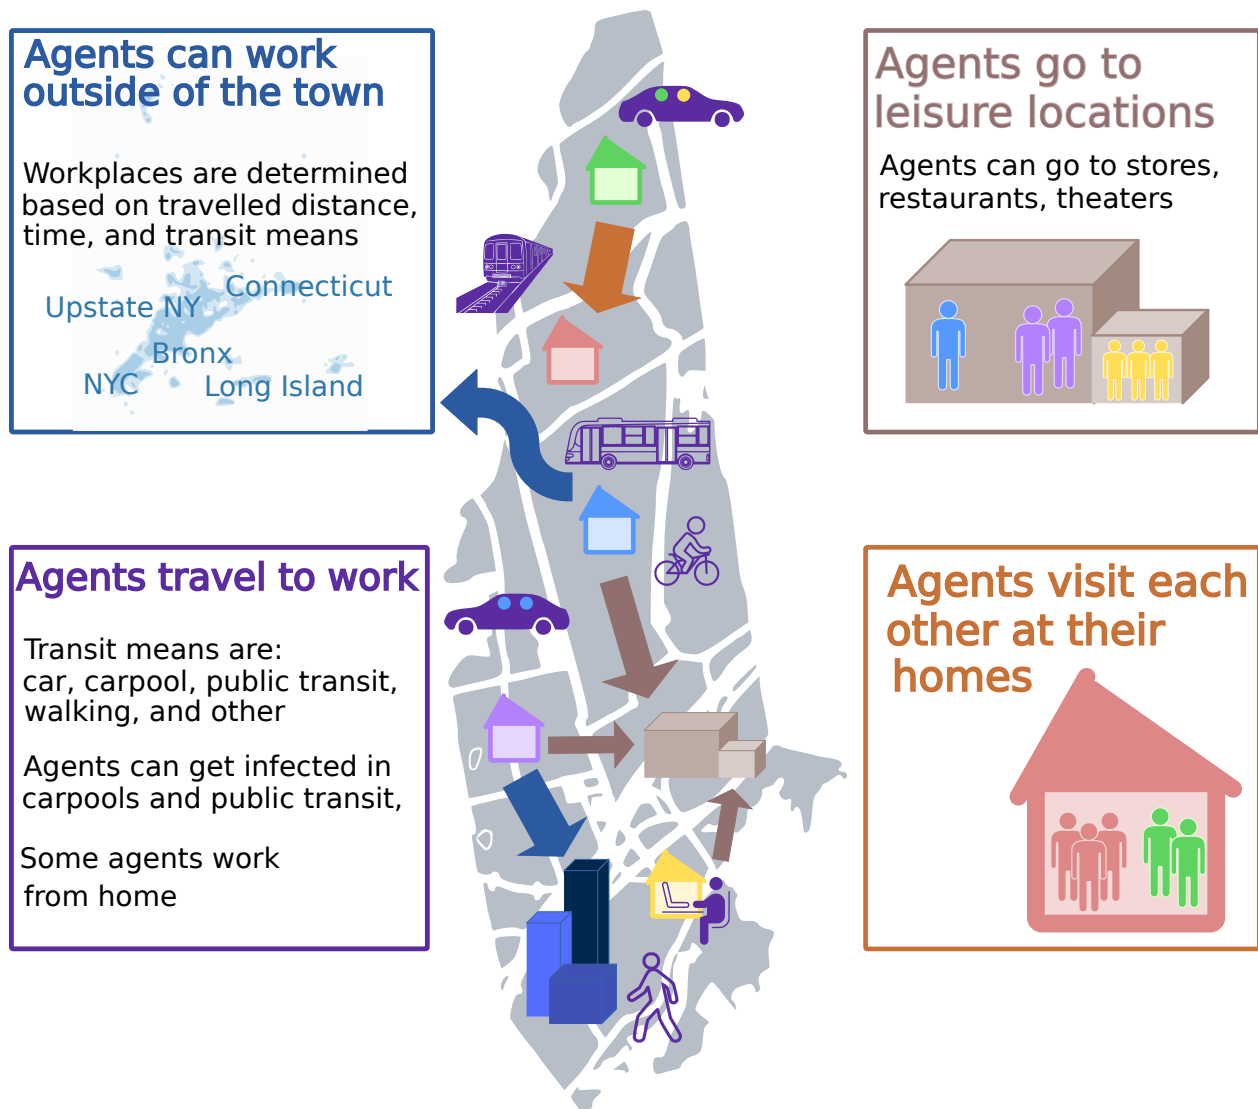 Agents can work
outside of the town
Workplaces are determined
based on travelled distance,
time, and transit means
Connecticut
Upstate NY
Bronx
NYC
Long Island
Agents go to
leisure locations
Agents can go to stores,
restaurants, theaters
Agents travel to work
Transit means are:
car, carpool, public transit,
walking, and other
Agents can get infected in
carpools and public transit,
Some agents work
from home
Agents visit each
other at their
homes